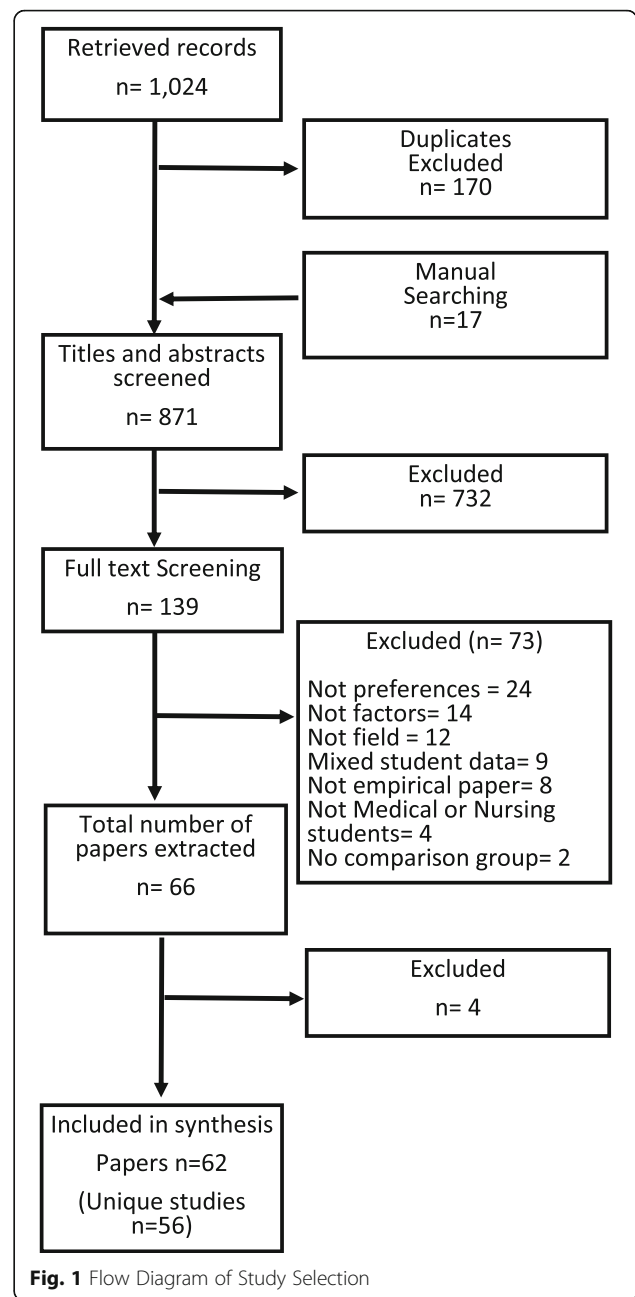 Retrieved records
n= 1,024
Duplicates
Excluded
n= 170
Manual
Searching
n=17
Titles and abstracts
screened
n= 871
Excluded
n= 732
Full text Screening
n= 139
Excluded (n= 73)
Not preferences = 24
Not factors= 14
Not field = 12
Mixed student data= 9
Not empirical paper= 8
Not Medical or Nursing
students= 4
No comparison group= 2
Total number of
papers extracted
n= 66
Excluded
n= 4
Included in synthesis
Papers n=62
(Unique studies
n=56)
Fig. 1 Flow Diagram of Study Selection